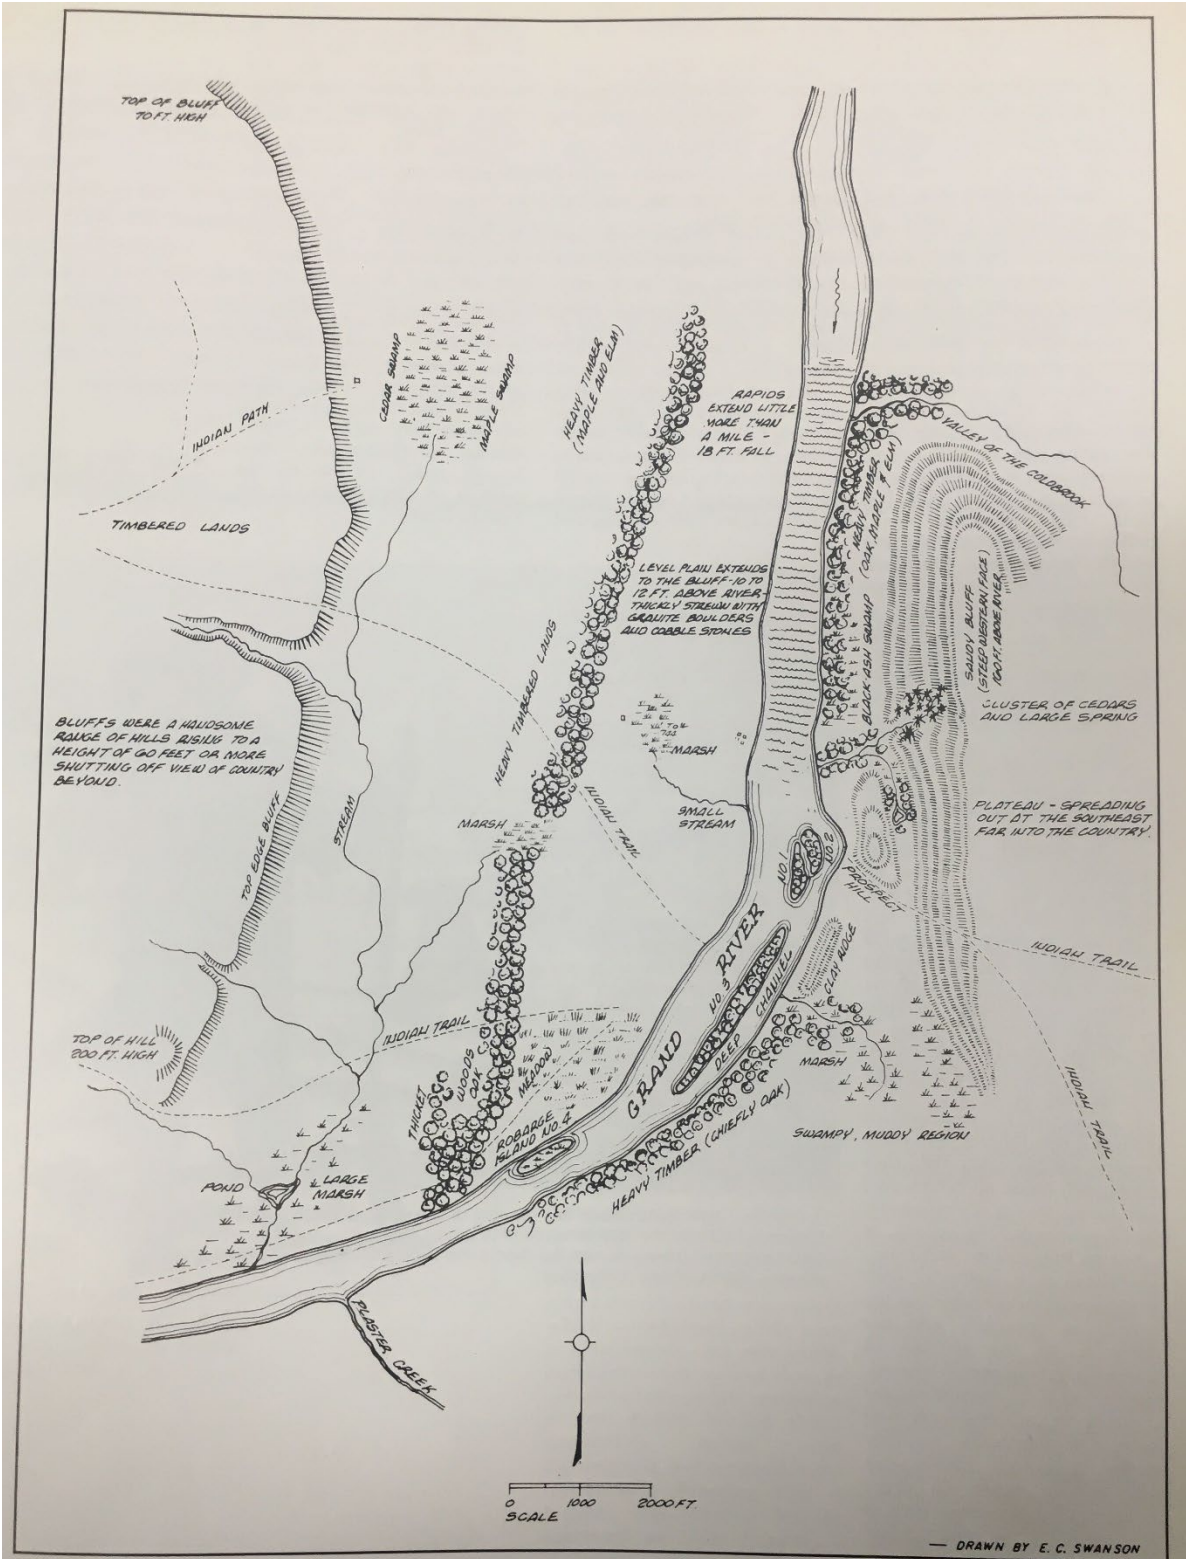 TOP OF BLUFF
70 FT. HIGH
CEDAR SWAMP
MAPLE SWAMP
HEAVY TIMBER
(MAPLE AND ELM)
INDIAN PATH
TIMBERED LANDS
RAPIDS
EXTEND LITTLE
MORE THAN
A MILE -
18 FT. FALL
VALLEY OF THE COLDBROOK
HEAVY TIMBER
(OAK, MAPLE & ELM)
LEVEL PLAIN EXTENDS
TO THE BLUFF-10 TO
12 FT. ABOVE RIVER-
THICKLY STREWN WITH
GRANITE BOULDERS
AND COBBLE STONES
BLACK ASH SWAMP
SANDY BLUFF
(STEEP WESTERN FACE)
100 FT. ABOVE RIVER
HEAVY TIMBERED LANDS
CLUSTER OF CEDARS
AND LARGE SPRING
BLUFFS WERE A HANDSOME
RANGE OF HILLS RISING TO A
HEIGHT OF 60 FEET OR MORE
SHUTTING OFF VIEW OF COUNTRY
BEYOND.
MARSH
SMALL
STREAM
PLATEAU - SPREADING
OUT AT THE SOUTHEAST
FAR INTO THE COUNTRY.
TOP EDGE BLUFF
STREAM
MARSH
INDIAN TRAIL
NO.1
NO.2
PROSPECT
HILL
INDIAN TRAIL
CLAY RIDGE
GRAND RIVER
NO. 3
DEEP CHANNEL
INDIAN TRAIL
TOP OF HILL
200 FT. HIGH
THICKET
WOODS
OAK
MEADOW
MARSH
INDIAN TRAIL
ROBARGE
ISLAND NO. 4
SWAMPY, MUDDY REGION
HEAVY TIMBER (CHIEFLY OAK)
POND
LARGE
MARSH
PLASTER CREEK
0 1000 2000 FT.
SCALE
— DRAWN BY E. C. SWANSON